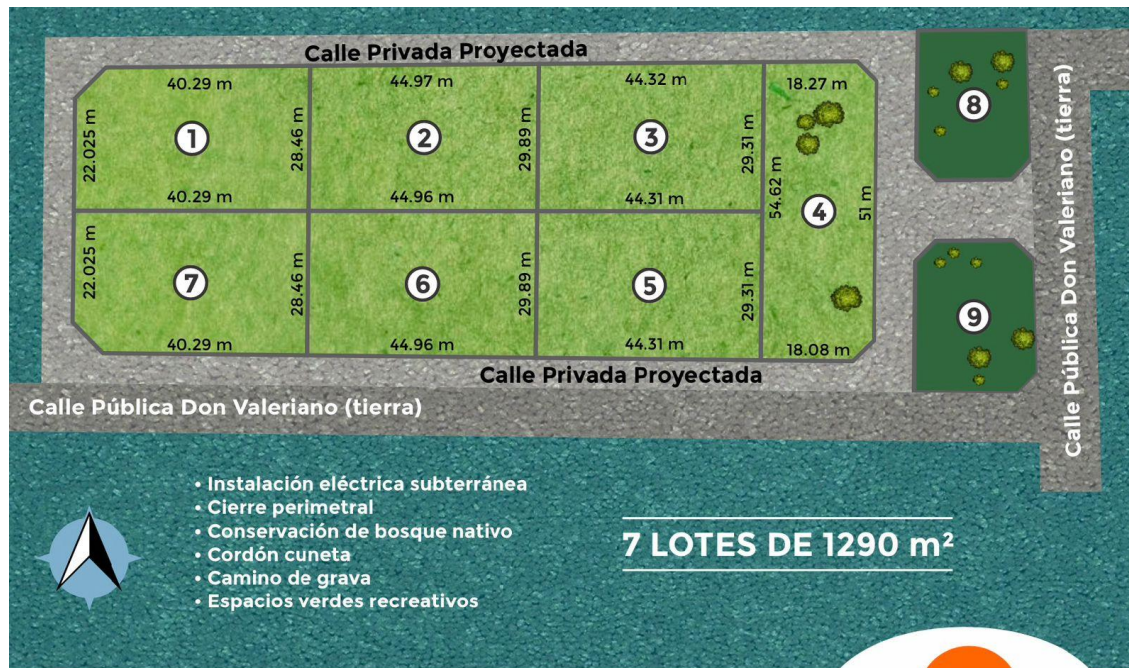 Calle Privada Proyectada
40.29 m
44.97 m
44.32 m
18.27 m
22.025 m
1
28.46 m
2
29.89 m
3
29.31 m
54.62 m
4
51 m
40.29 m
44.96 m
44.31 m
22.025 m
7
28.46 m
6
29.89 m
5
29.31 m
40.29 m
44.96 m
44.31 m
18.08 m
8
9
Calle Pública Don Valeriano (tierra)
Calle Privada Proyectada
Calle Pública Don Valeriano (tierra)
• Instalación eléctrica subterránea
• Cierre perimetral
• Conservación de bosque nativo
• Cordón cuneta
• Camino de grava
• Espacios verdes recreativos
7 LOTES DE 1290 m²